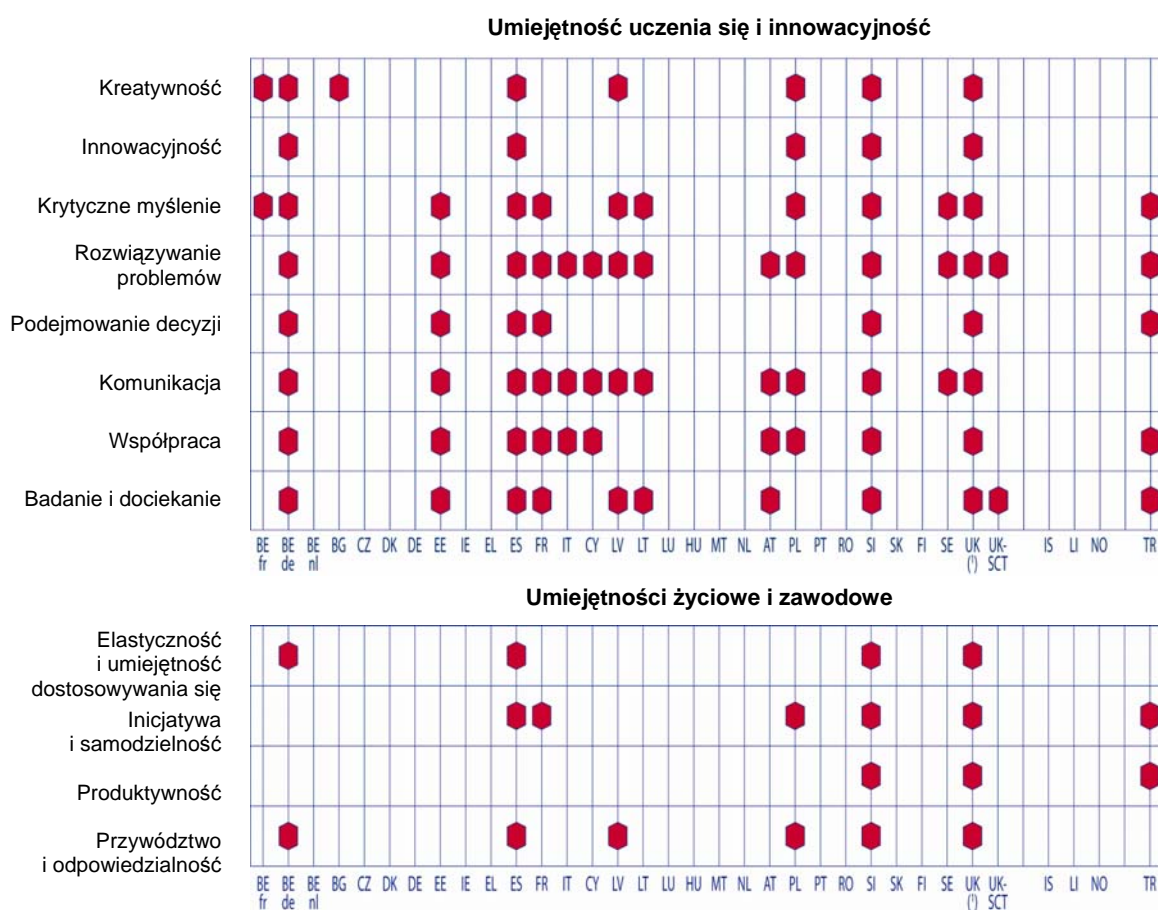 Umiejętność uczenia się i innowacyjność
Kreatywność
Innowacyjność
Krytyczne myślenie
Rozwiązywanie
problemów
Podejmowanie decyzji
Komunikacja
Współpraca
Badanie i dociekanie
BE BE BE BG CZ DK DE EE IE EL ES FR IT CY LV LT LU HU MT NL AT PL PT RO SI SK FI SE UK UK- IS LI NO TR
fr de nl (¹) SCT
Umiejętności życiowe i zawodowe
Elastyczność
i umiejętność
dostosowywania się
Inicjatywa
i samodzielność
Produktywność
Przywództwo
i odpowiedzialność
BE BE BE BG CZ DK DE EE IE EL ES FR IT CY LV LT LU HU MT NL AT PL PT RO SI SK FI SE UK UK- IS LI NO TR
fr de nl (¹) SCT